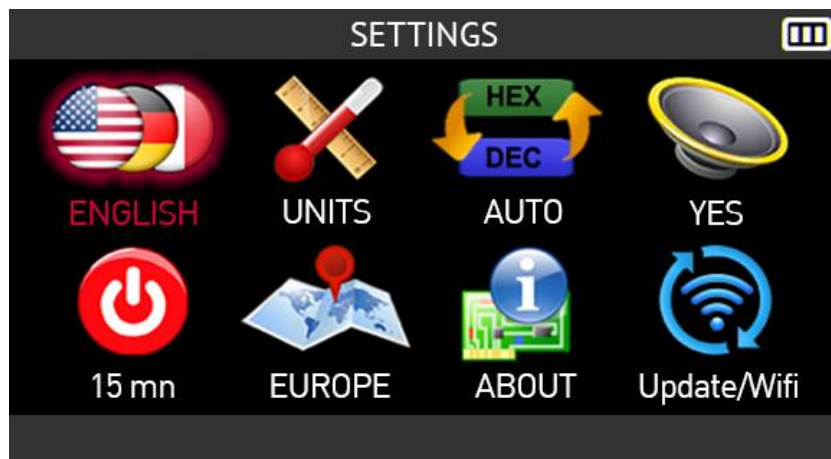 SETTINGS
HEX
DEC
ENGLISH UNITS AUTO YES
15 mn EUROPE ABOUT Update/Wifi